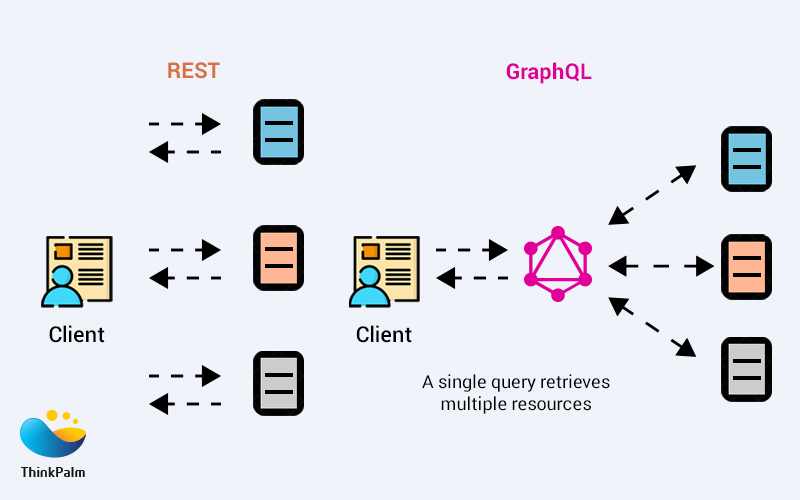 REST
GraphQL
Client
Client
A single query retrieves
multiple resources
ThinkPalm